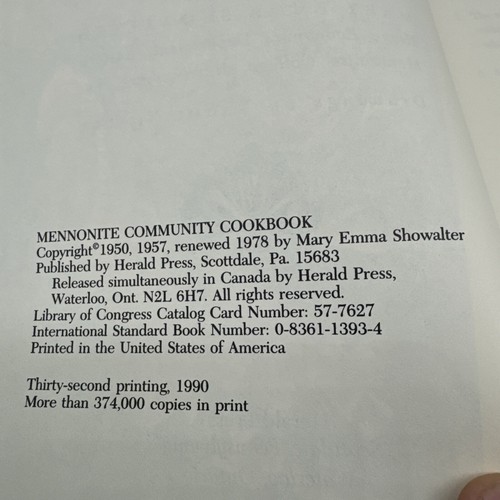 MENNONITE COMMUNITY COOKBOOK
Copyright©1950, 1957, renewed 1978 by Mary Emma Showalter
Published by Herald Press, Scottdale, Pa. 15683
Released simultaneously in Canada by Herald Press,
Waterloo, Ont. N2L 6H7. All rights reserved.
Library of Congress Catalog Card Number: 57-7627
International Standard Book Number: 0-8361-1393-4
Printed in the United States of America
Thirty-second printing, 1990
More than 374,000 copies in print